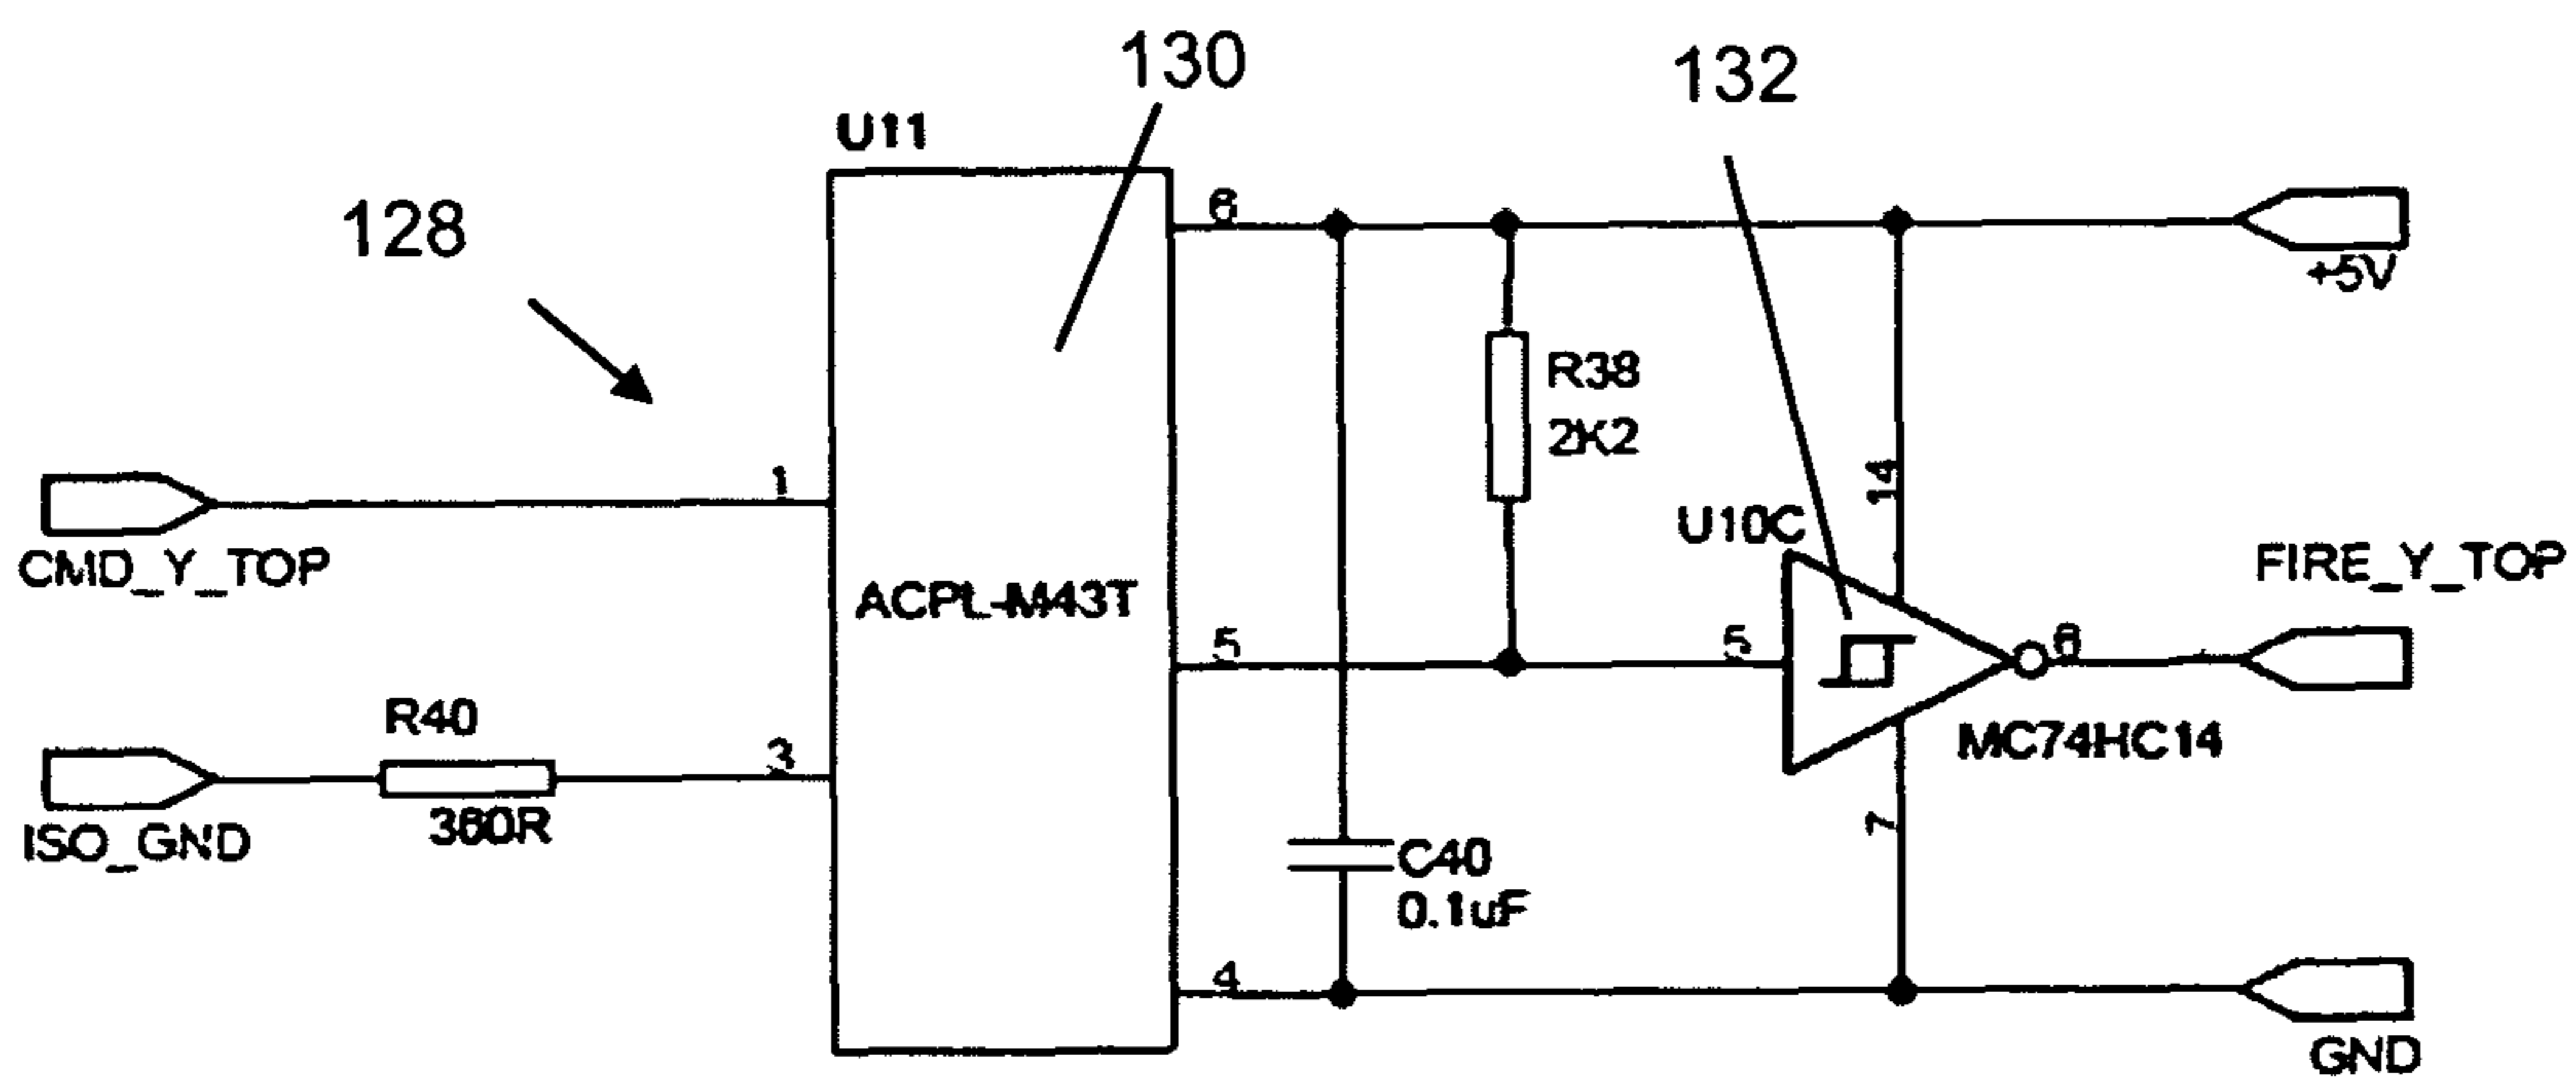 130
132
U11
128
6
+5V
R38
2K2
14
1
U10C
CMD_Y_TOP
FIRE_Y_TOP
ACPL-M43T
5
5
6
R40
3
MC74HC14
360R
7
ISO_GND
C40
0.1uF
4
GND